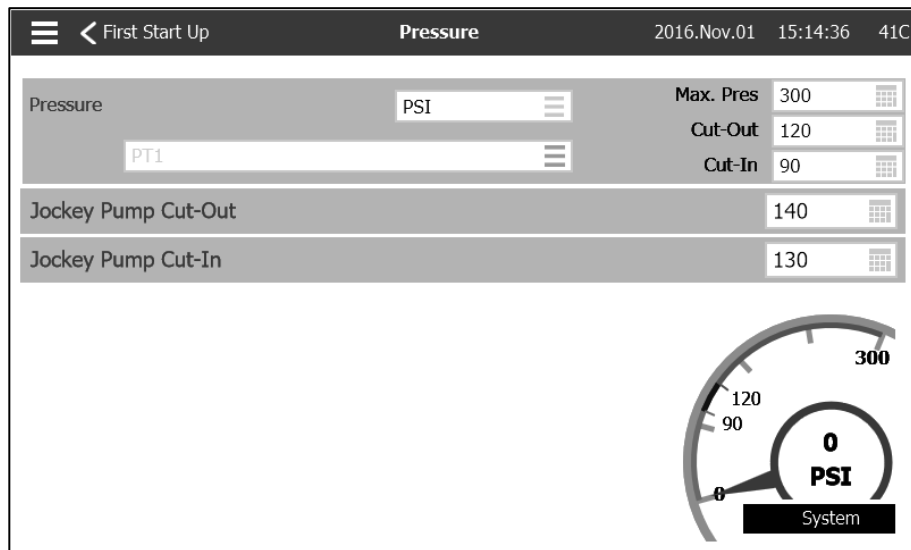 First Start Up Pressure 2016.Nov.01 15:14:36 41C
Pressure PSI Max. Pres 300
Cut-Out 120
PT1 Cut-In 90
Jockey Pump Cut-Out 140
Jockey Pump Cut-In 130
300
120
90
0
PSI
0
System